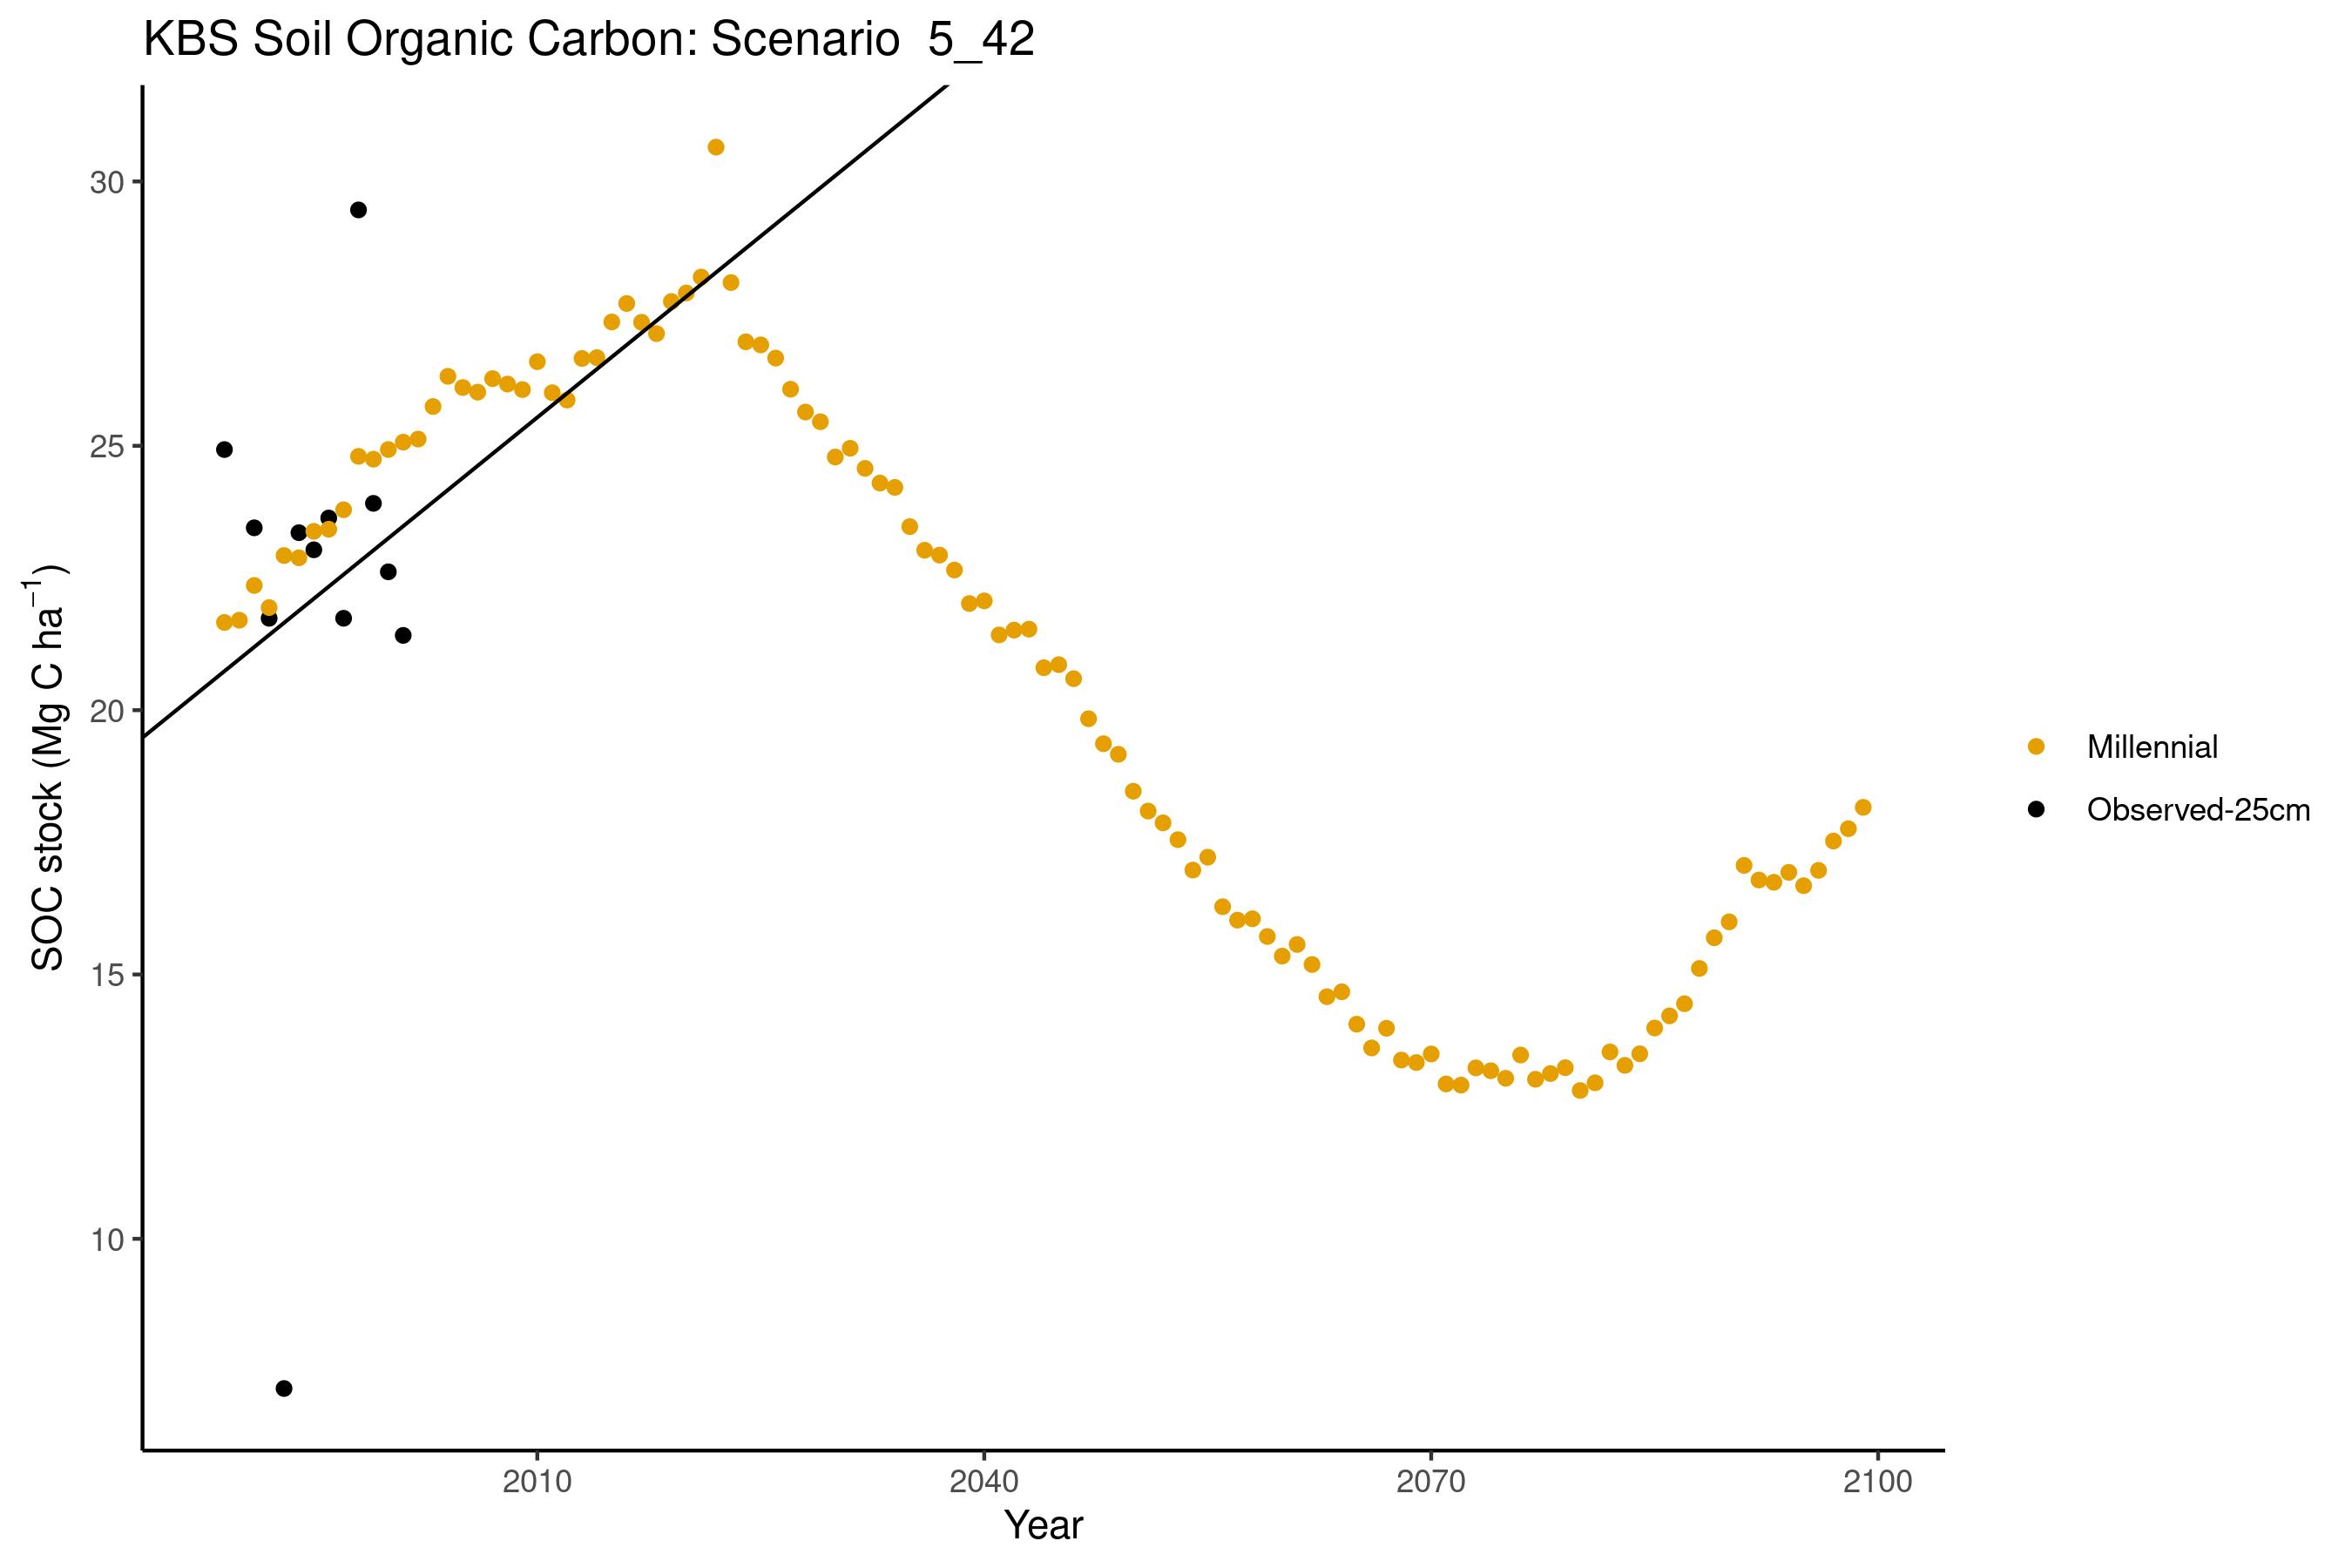 KBS Soil Organic Carbon: Scenario  5_42
SOC stock (Mg C ha⁻¹)
30
25
20
15
10
2010
2040
2070
2100
Year
Millennial
Observed-25cm